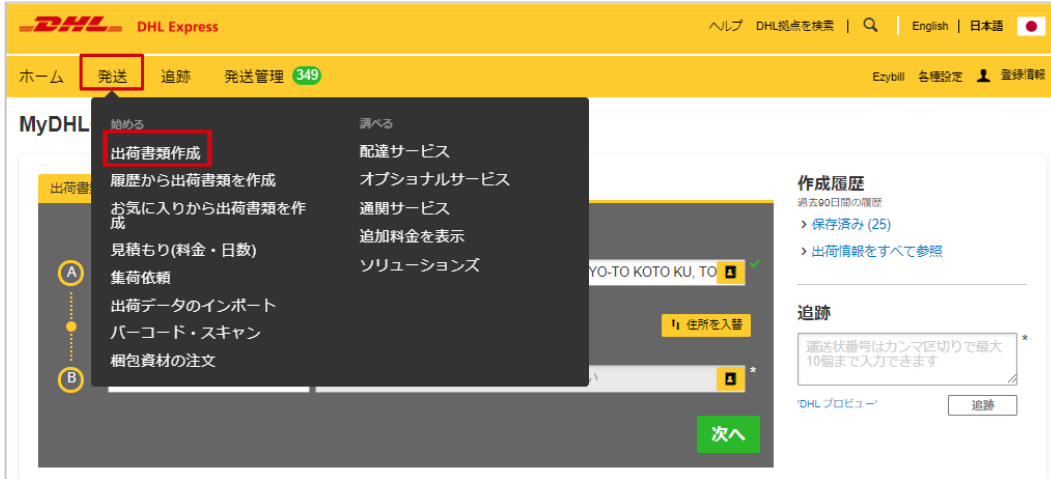 DHL DHL Express
ヘルプ DHL拠点を検索 | English | 日本語
ホーム 発送 追跡 発送管理 349
Ezybill 各種設定 登録情報
MyDHL
始める
出荷書類作成
履歴から出荷書類を作成
お気に入りから出荷書類を作
成
見積もり(料金・日数)
集荷依頼
出荷データのインポート
バーコード・スキャン
梱包資材の注文
調べる
配達サービス
オプショナルサービス
通関サービス
追加料金を表示
ソリューションズ
出荷書
A
YO-TO KOTO KU, TO
住所を入替
B
い
*
次へ
作成履歴
過去90日間の履歴
保存済み (25)
出荷情報をすべて参照
追跡
運送状番号はカンマ区切りで最大
10個まで入力できます
*
'DHL プロビュー'
追跡